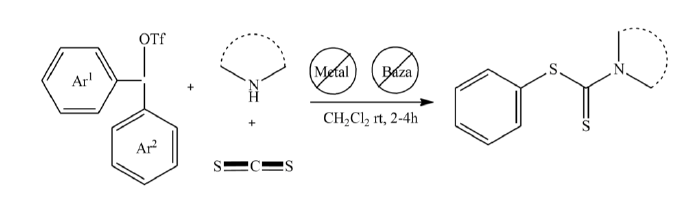 OTf
Ar¹
I
Ar²
+
N
H
+
S=C=S
Metal
Baza
CH₂Cl₂ rt, 2-4h
S
N
S